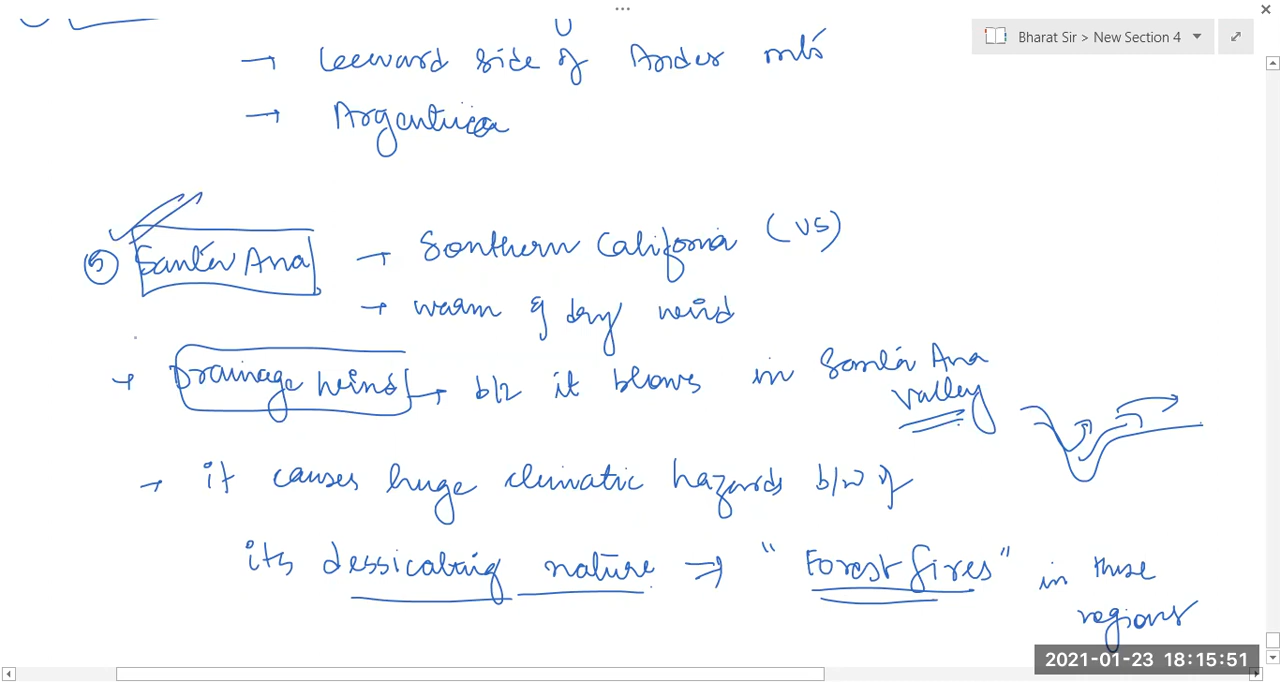 Bharat Sir > New Section 4
→ leeward side of Andes mts
→ Argentina
(5) Santa Ana → Southern California (US)
→ warm & dry wind
→ Drainage wind → b/z it blows in Santa Ana valley
→ it causes huge climatic hazards b/w of
its dessicating nature ⇒ "Forest fires" in these
regions
2021-01-23 18:15:51